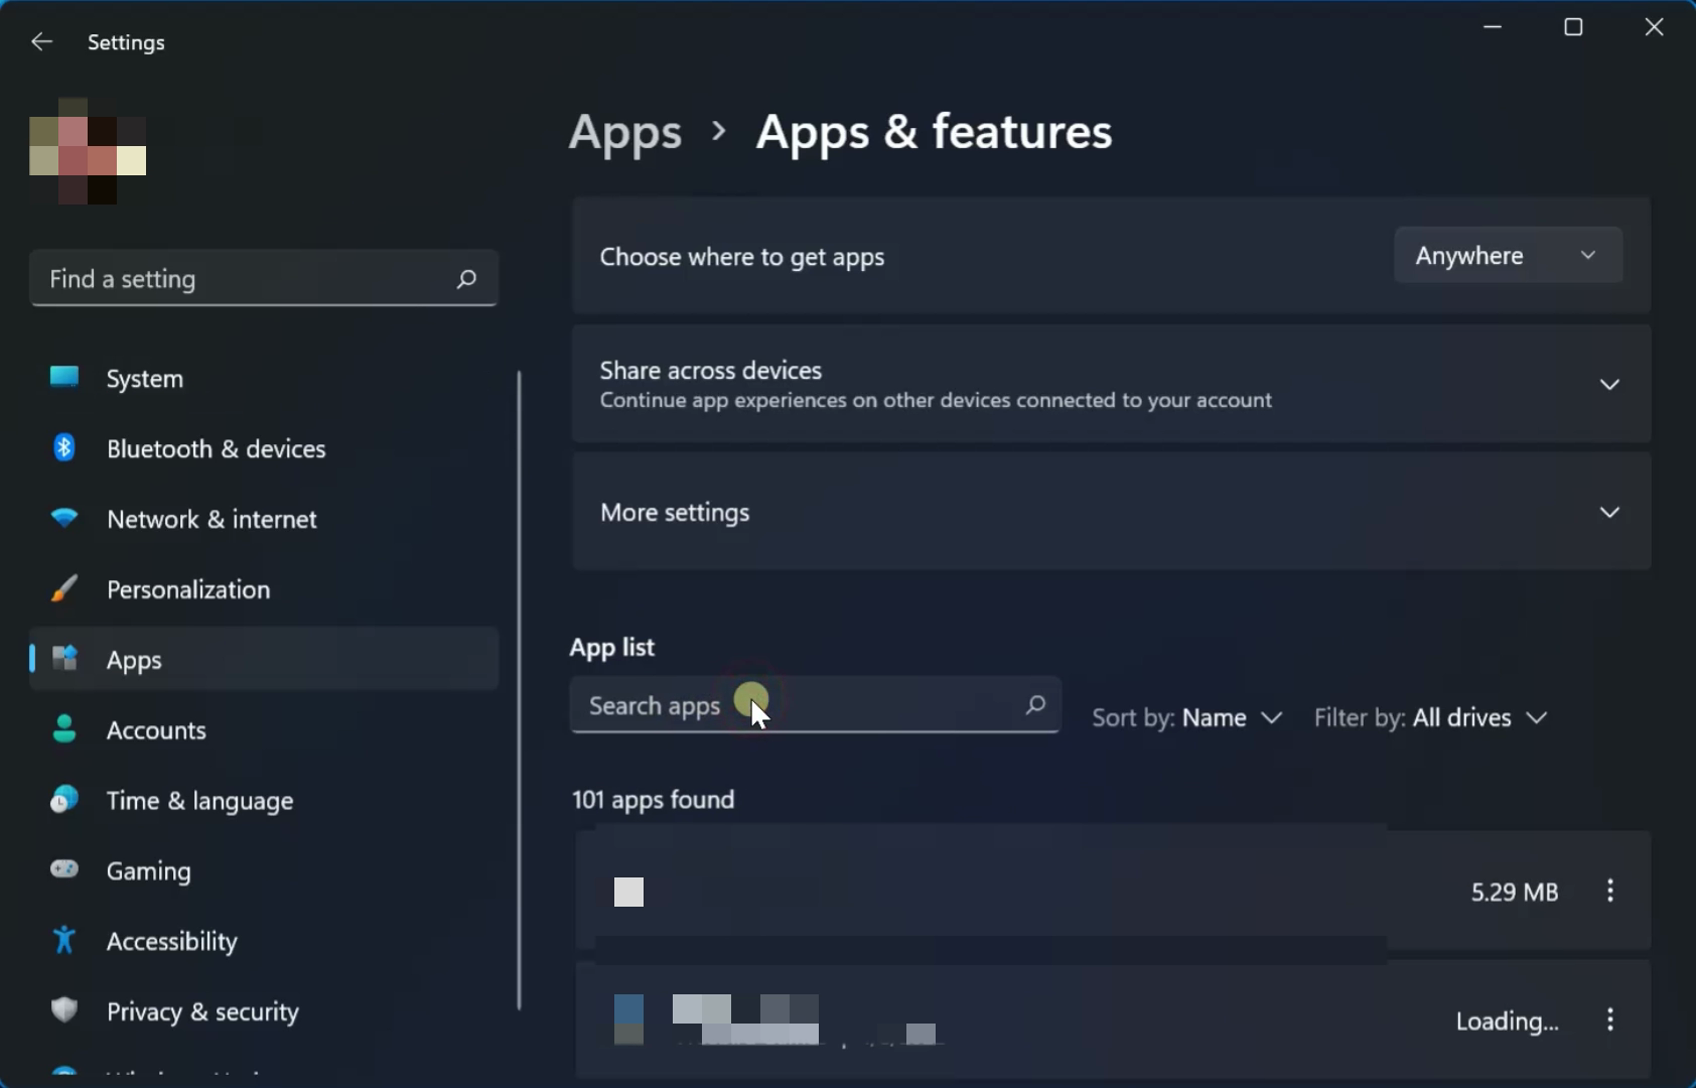 Settings
Find a setting
System
Bluetooth & devices
Network & internet
Personalization
Apps
Accounts
Time & language
Gaming
Accessibility
Privacy & security
Apps > Apps & features
Choose where to get apps
Anywhere
Share across devices
Continue app experiences on other devices connected to your account
More settings
App list
Search apps
Sort by: Name
Filter by: All drives
101 apps found
5.29 MB
Loading...